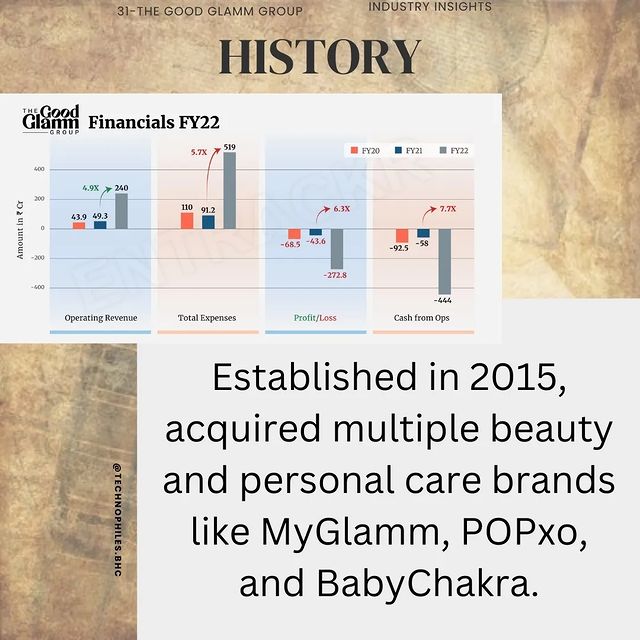 31-THE GOOD GLAMM GROUP
INDUSTRY INSIGHTS
HISTORY
THE Good
Glamm
GROUP
Financials FY22
FY20 FY21 FY22
Amount in ₹ Cr
400
200
0
-200
-400
43.9 49.3 4.9X 240
110 91.2 5.7X 519
-68.5 -43.6 6.3X -272.8
-92.5 -58 7.7X -444
ENTRACKR
Operating Revenue Total Expenses Profit/Loss Cash from Ops
Established in 2015,
acquired multiple beauty
and personal care brands
like MyGlamm, POPxo,
and BabyChakra.
@TECHNOPHILES.BHC